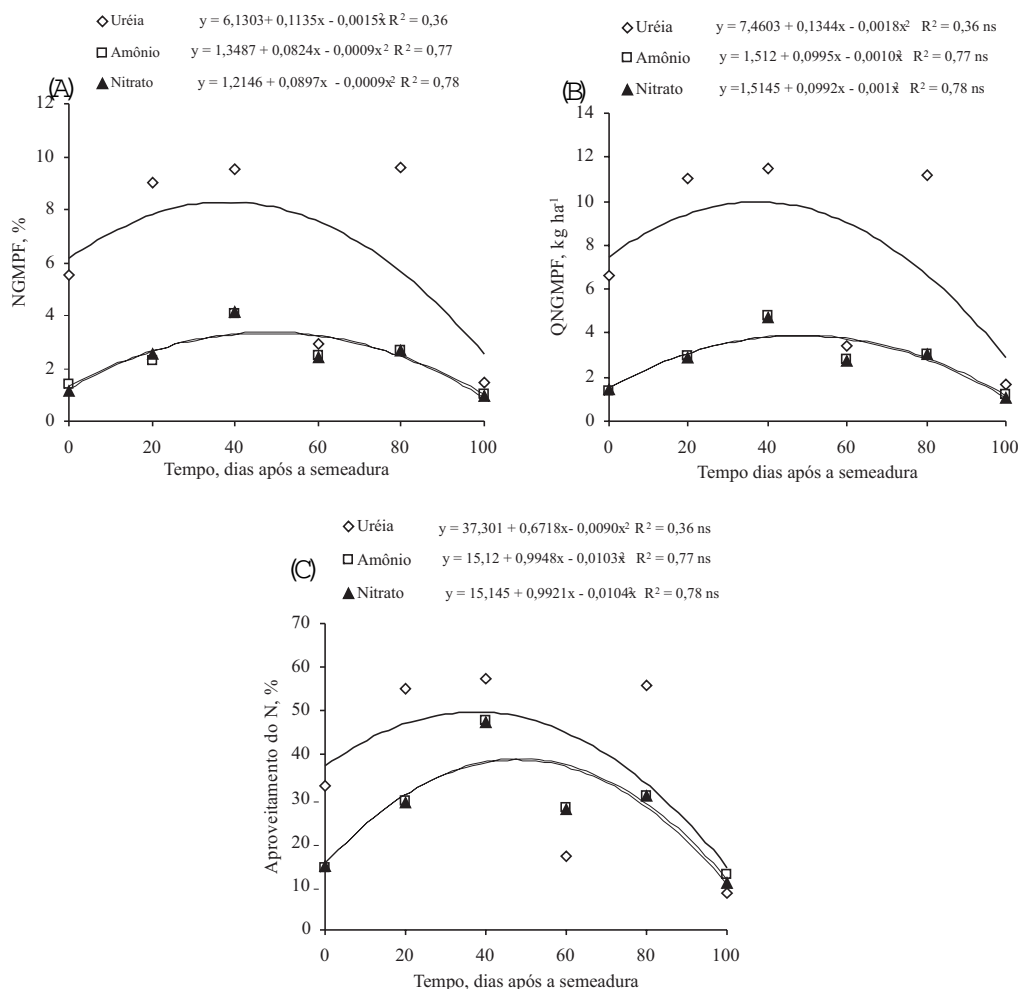 Uréia y = 6,1303+ 0,1135x - 0,0015x² R² = 0,36
Amônio y = 1,3487 + 0,0824x - 0,0009x² R² = 0,77
Nitrato y = 1,2146 + 0,0897x - 0,0009x² R² = 0,78
(A)
12
10
8
6
4
2
0
NGMPF, %
0 20 40 60 80 100
Tempo, dias após a semeadura
Uréia y = 7,4603 + 0,1344x - 0,0018x² R² = 0,36 ns
Amônio y = 1,512 + 0,0995x - 0,0010x² R² = 0,77 ns
Nitrato y =1,5145 + 0,0992x - 0,001x² R² = 0,78 ns
(B)
14
12
10
8
6
4
2
0
QNGMPF, kg ha⁻¹
0 20 40 60 80 100
Tempo dias após a semeadura
Uréia y = 37,301 + 0,6718x- 0,0090x² R² = 0,36 ns
Amônio y = 15,12 + 0,9948x - 0,0103x² R² = 0,77 ns
Nitrato y = 15,145 + 0,9921x - 0,0104x² R² = 0,78 ns
(C)
70
60
50
40
30
20
10
0
Aproveitamento do N, %
0 20 40 60 80 100
Tempo, dias após a semeadura